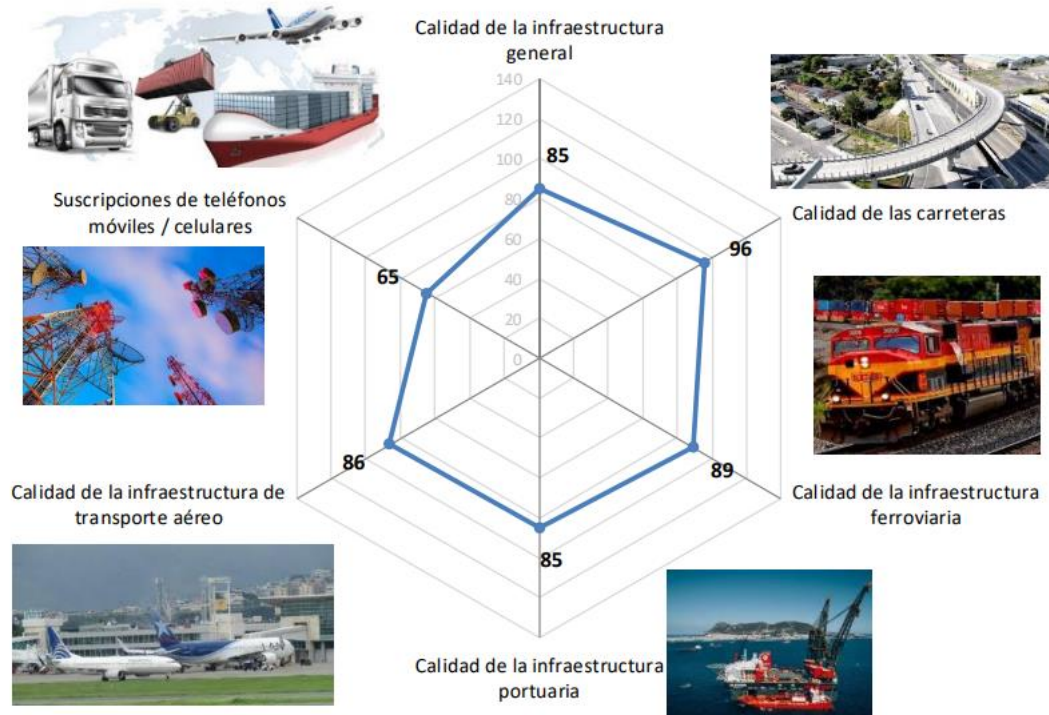 Calidad de la infraestructura
general
140
120
100
80
60
40
20
0
85
96
89
85
86
65
Calidad de las carreteras
Calidad de la infraestructura
ferroviaria
Calidad de la infraestructura
portuaria
Calidad de la infraestructura de
transporte aéreo
Suscripciones de teléfonos
móviles / celulares